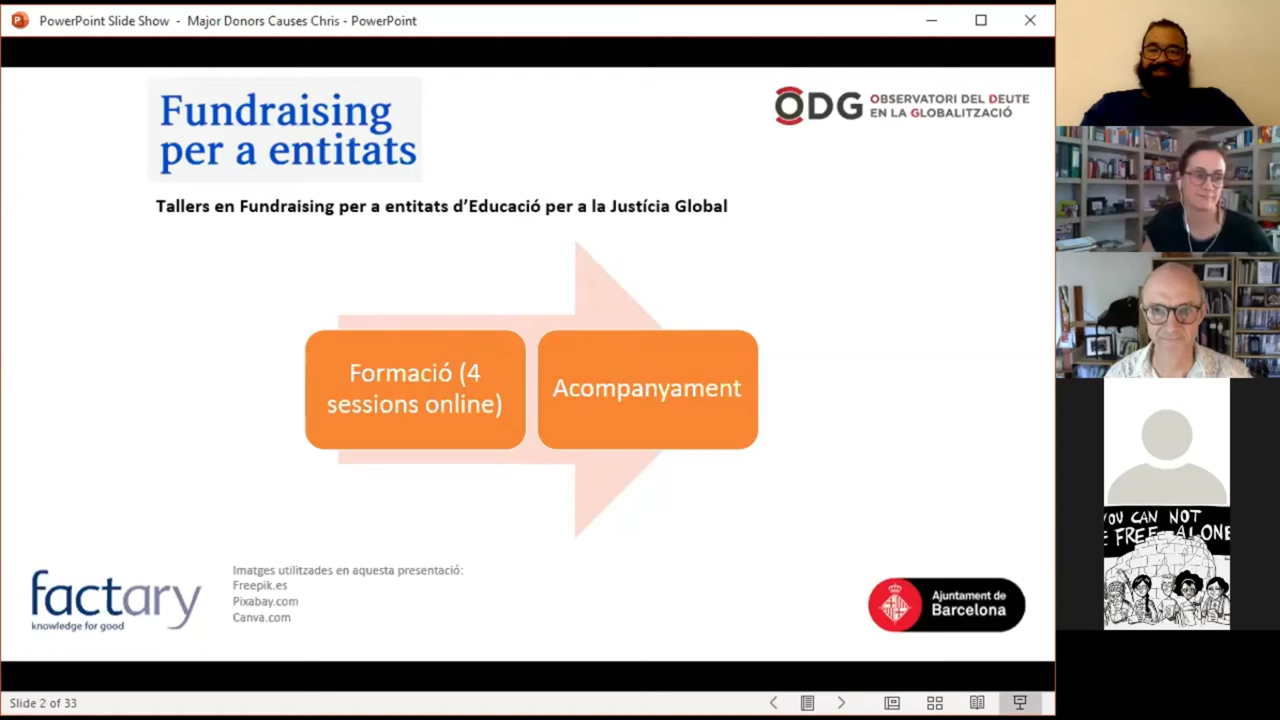 PowerPoint Slide Show - Major Donors Causes Chris - PowerPoint
Fundraising
per a entitats
ODG OBSERVATORI DEL DEUTE
EN LA GLOBALITZACIÓ
Tallers en Fundraising per a entitats d’Educació per a la Justícia Global
Formació (4
sessions online)
Acompanyament
factary
knowledge for good
Imatges utilitzades en aquesta presentació:
Freepik.es
Pixabay.com
Canva.com
Ajuntament de
Barcelona
YOU CAN NOT
FREE ALONE
Slide 2 of 33